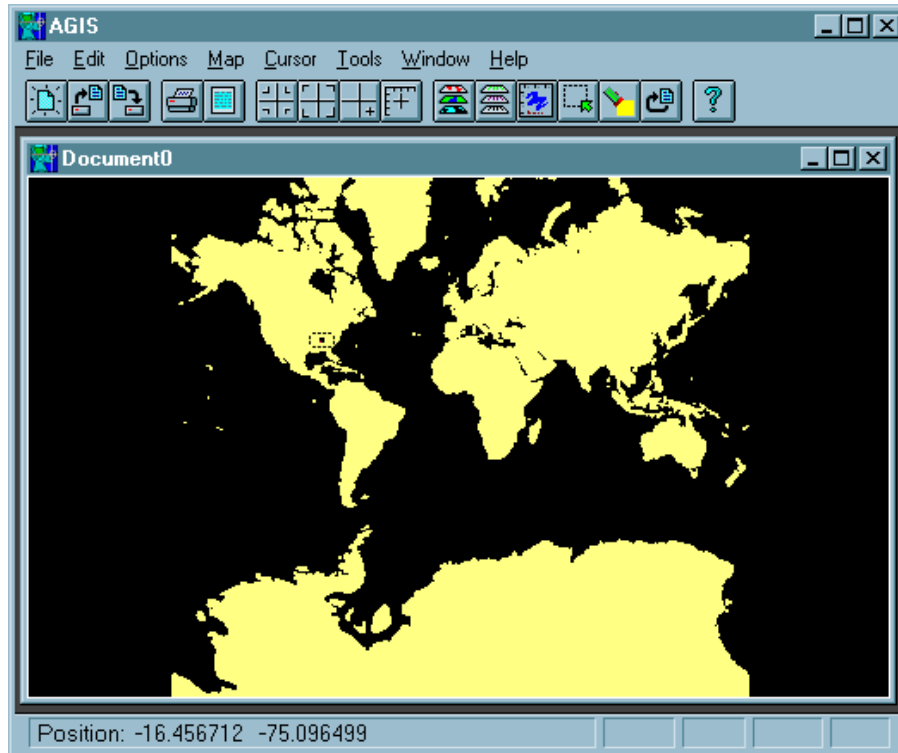 AGIS
File Edit Options Map Cursor Tools Window Help
?
Document0
Position: -16.456712 -75.096499